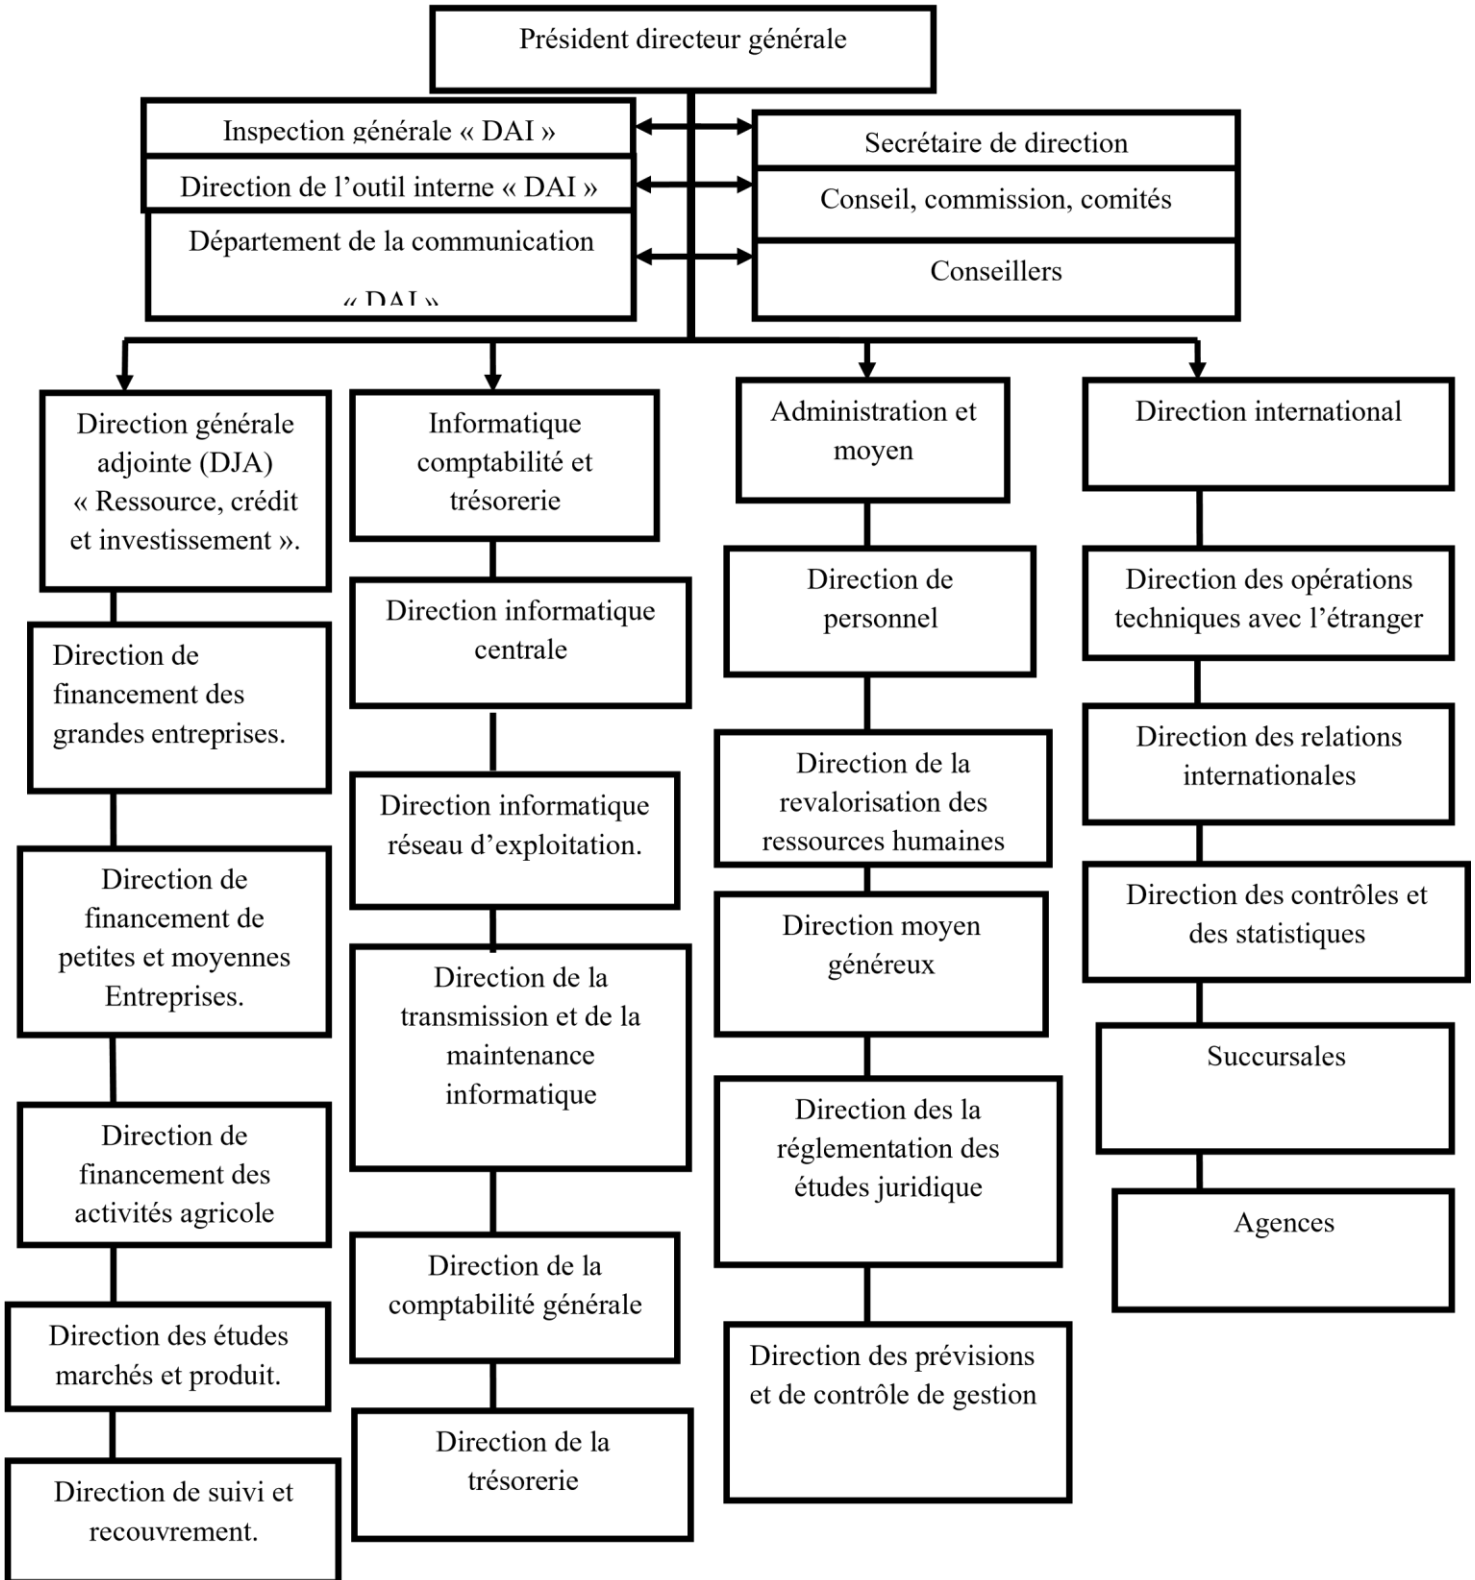 Président directeur générale
Inspection générale « DAI »
Direction de l’outil interne « DAI »
Département de la communication
« DAI »
Secrétaire de direction
Conseil, commission, comités
Conseillers
Direction générale
adjointe (DJA)
« Ressource, crédit
et investissement ».
Direction de
financement des
grandes entreprises.
Direction de
financement de
petites et moyennes
Entreprises.
Direction de
financement des
activités agricole
Direction des études
marchés et produit.
Direction de suivi et
recouvrement.
Informatique
comptabilité et
trésorerie
Direction informatique
centrale
Direction informatique
réseau d’exploitation.
Direction de la
transmission et de la
maintenance
informatique
Direction de la
comptabilité générale
Direction de la
trésorerie
Administration et
moyen
Direction de
personnel
Direction de la
revalorisation des
ressources humaines
Direction moyen
généreux
Direction des la
réglementation des
études juridique
Direction des prévisions
et de contrôle de gestion
Direction international
Direction des opérations
techniques avec l’étranger
Direction des relations
internationales
Direction des contrôles et
des statistiques
Succursales
Agences